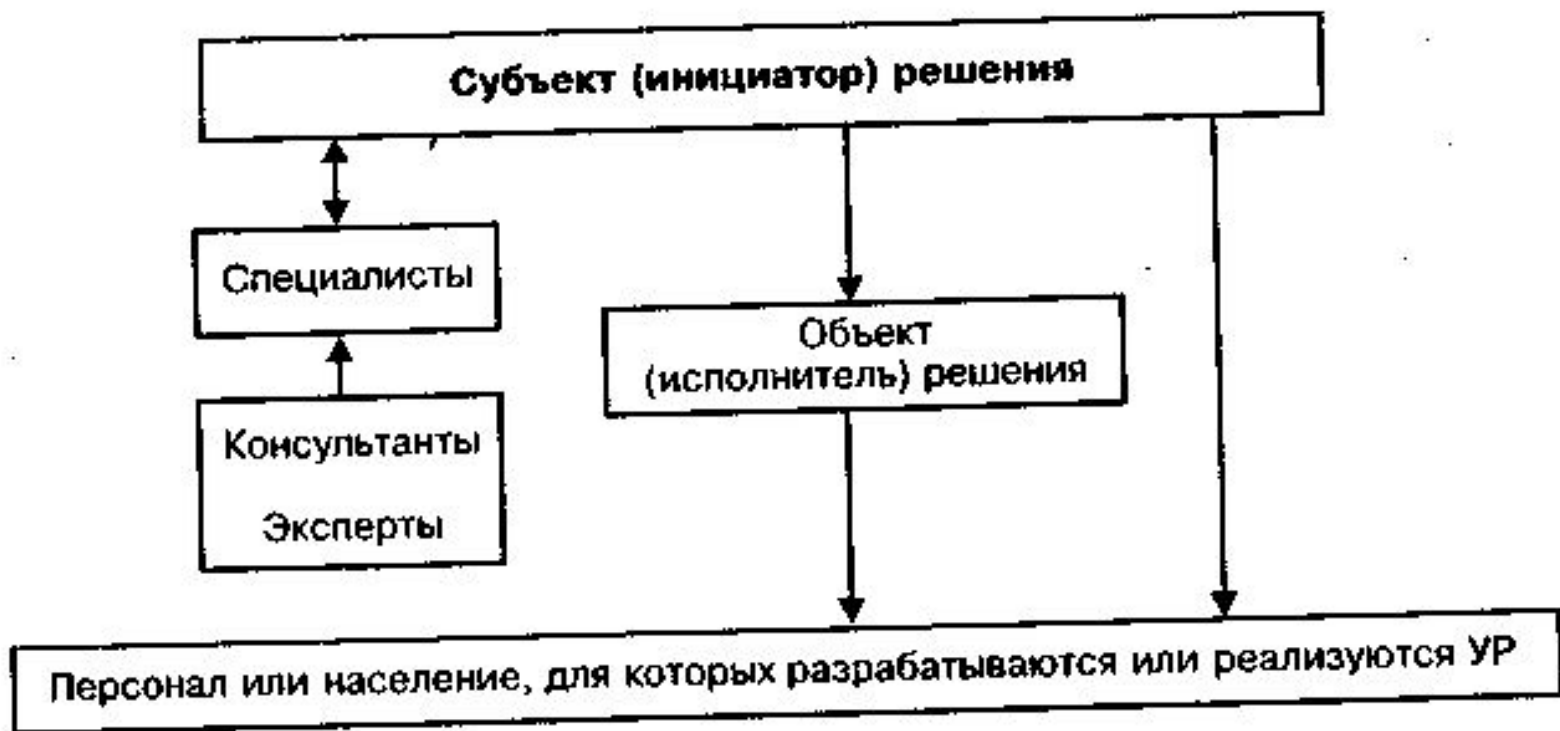 Субъект (инициатор) решения
Специалисты
Объект
(исполнитель) решения
Консультанты
Эксперты
Персонал или население, для которых разрабатываются или реализуются УР